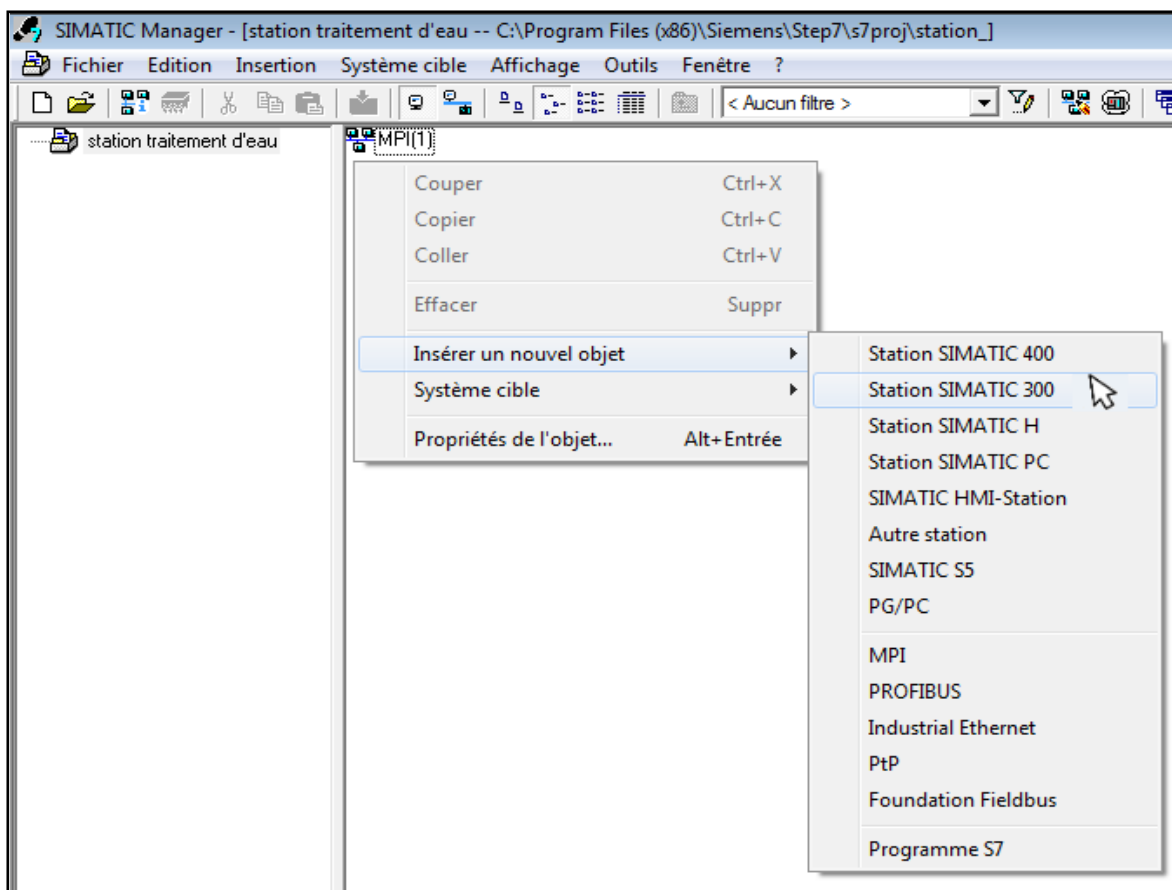 SIMATIC Manager - [station traitement d'eau -- C:\Program Files (x86)\Siemens\Step7\s7proj\station_]
Fichier Edition Insertion Système cible Affichage Outils Fenêtre ?
< Aucun filtre >
station traitement d'eau
MPI(1)
Couper Ctrl+X
Copier Ctrl+C
Coller Ctrl+V
Effacer Suppr
Insérer un nouvel objet
Système cible
Propriétés de l'objet... Alt+Entrée
Station SIMATIC 400
Station SIMATIC 300
Station SIMATIC H
Station SIMATIC PC
SIMATIC HMI-Station
Autre station
SIMATIC S5
PG/PC
MPI
PROFIBUS
Industrial Ethernet
PtP
Foundation Fieldbus
Programme S7